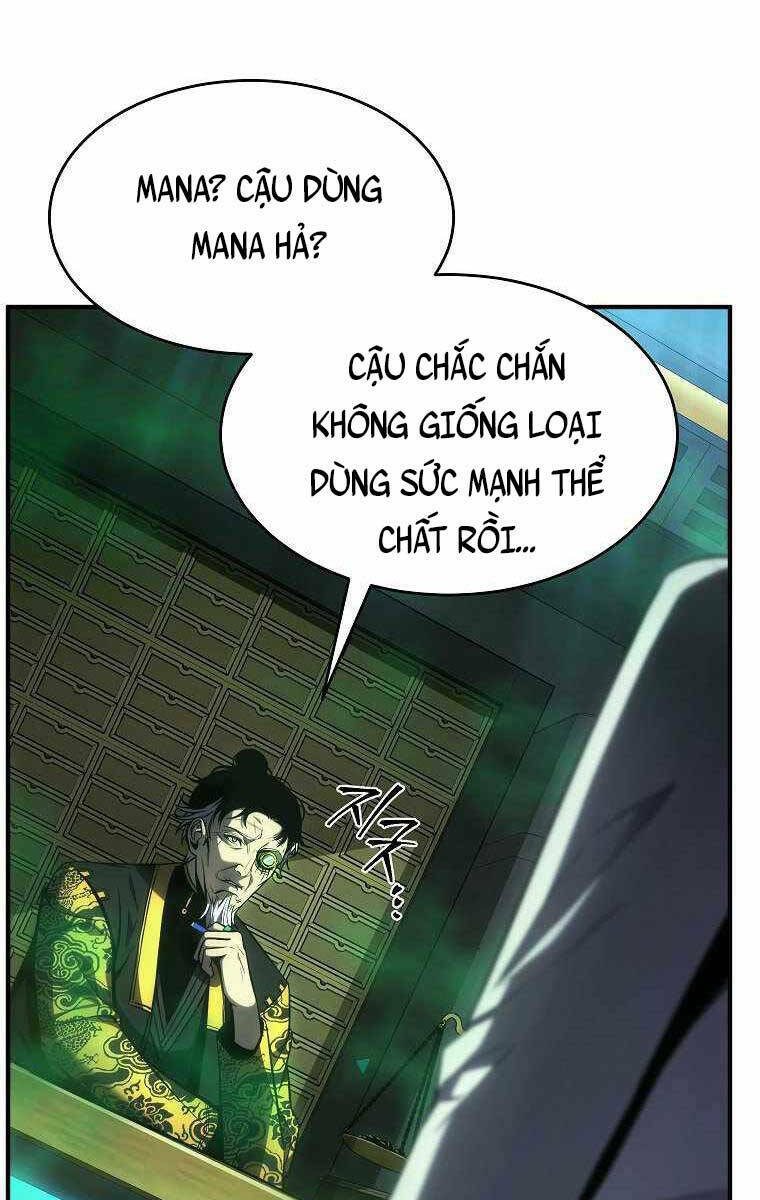 MANA? CẬU DÙNG
MANA HẢ?
CẬU CHẮC CHẮN
KHÔNG GIỐNG LOẠI
DÙNG SỨC MẠNH THỂ
CHẤT RỒI...
지긋...